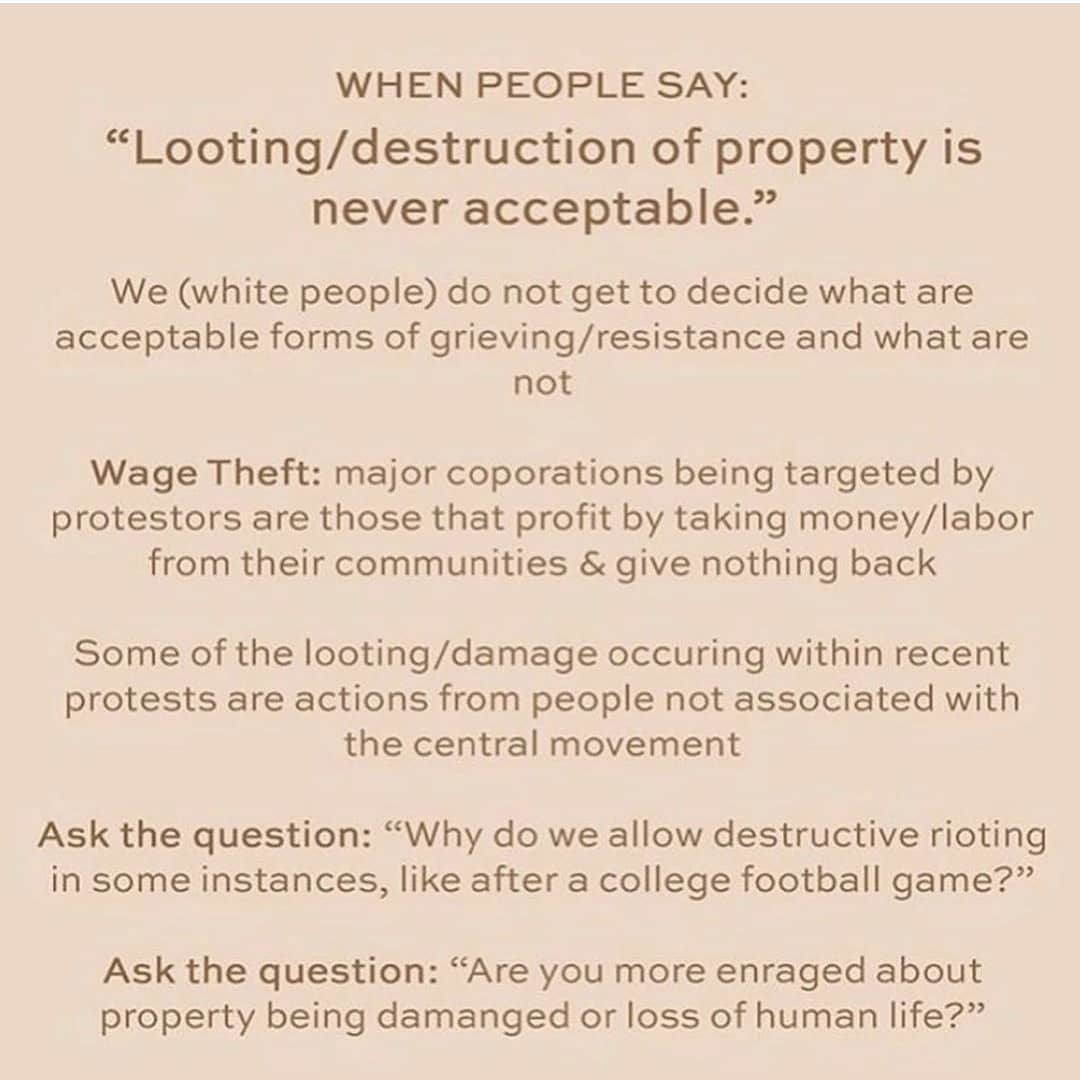 WHEN PEOPLE SAY:
“Looting/destruction of property is
never acceptable.”
We (white people) do not get to decide what are
acceptable forms of grieving/resistance and what are
not
Wage Theft: major coporations being targeted by
protestors are those that profit by taking money/labor
from their communities & give nothing back
Some of the looting/damage occuring within recent
protests are actions from people not associated with
the central movement
Ask the question: “Why do we allow destructive rioting
in some instances, like after a college football game?”
Ask the question: “Are you more enraged about
property being damanged or loss of human life?”